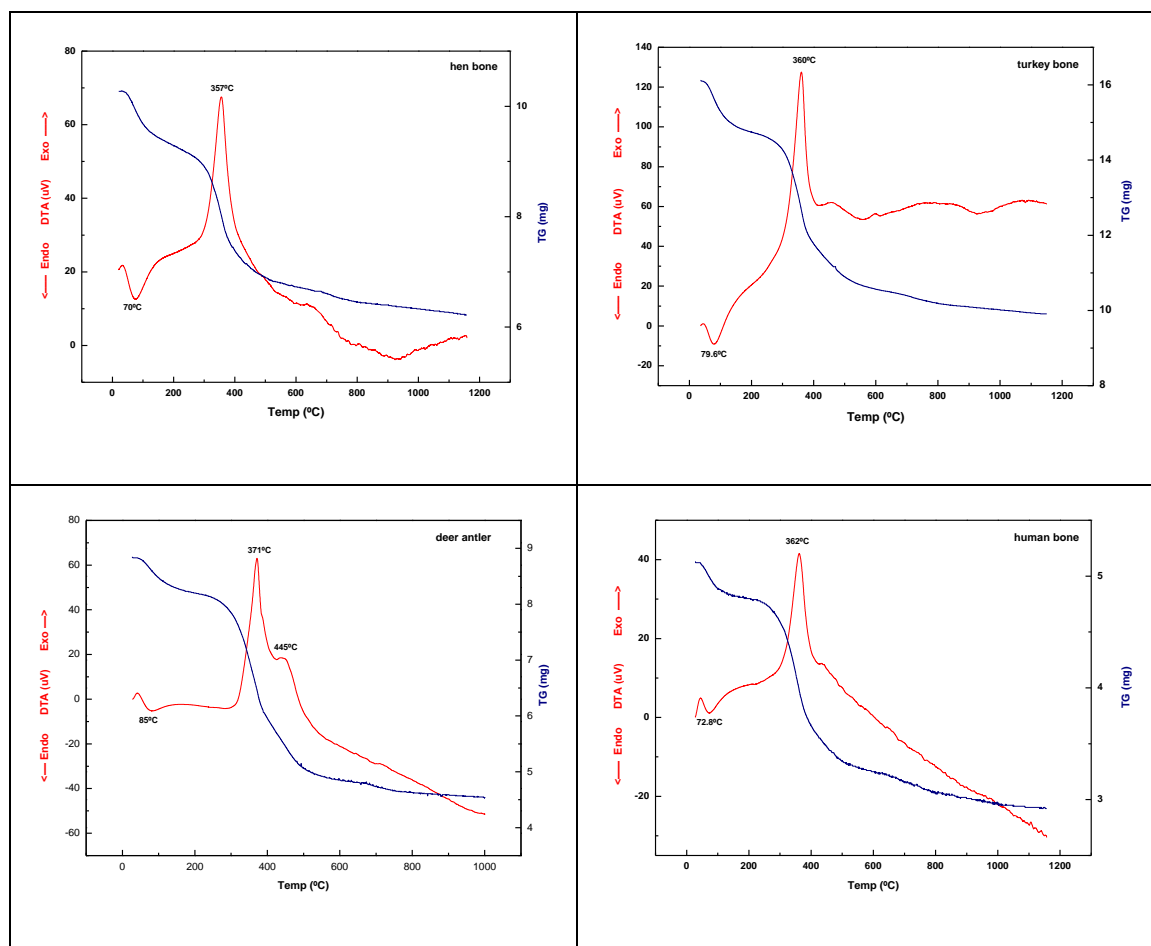 hen bone
357ºC
70ºC
80
60
40
20
0
10
8
6
<---- Endo DTA (uV) Exo ---->
TG (mg)
0 200 400 600 800 1000 1200
Temp (ºC)
turkey bone
360ºC
79.6ºC
140
120
100
80
60
40
20
0
-20
16
14
12
10
8
<---- Endo DTA (uV) Exo ---->
TG (mg)
0 200 400 600 800 1000 1200
Temp (ºC)
deer antler
371ºC
445ºC
85ºC
80
60
40
20
0
-20
-40
-60
9
8
7
6
5
4
<---- Endo DTA (uV) Exo ---->
TG (mg)
0 200 400 600 800 1000
Temp (ºC)
human bone
362ºC
72.8ºC
40
20
0
-20
5
4
3
<---- Endo DTA (uV) Exo ---->
TG (mg)
0 200 400 600 800 1000 1200
Temp (ºC)